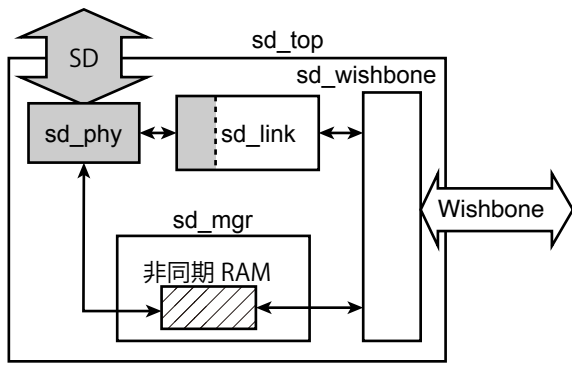 sd_top
SD
sd_wishbone
sd_phy
sd_link
Wishbone
sd_mgr
非同期 RAM